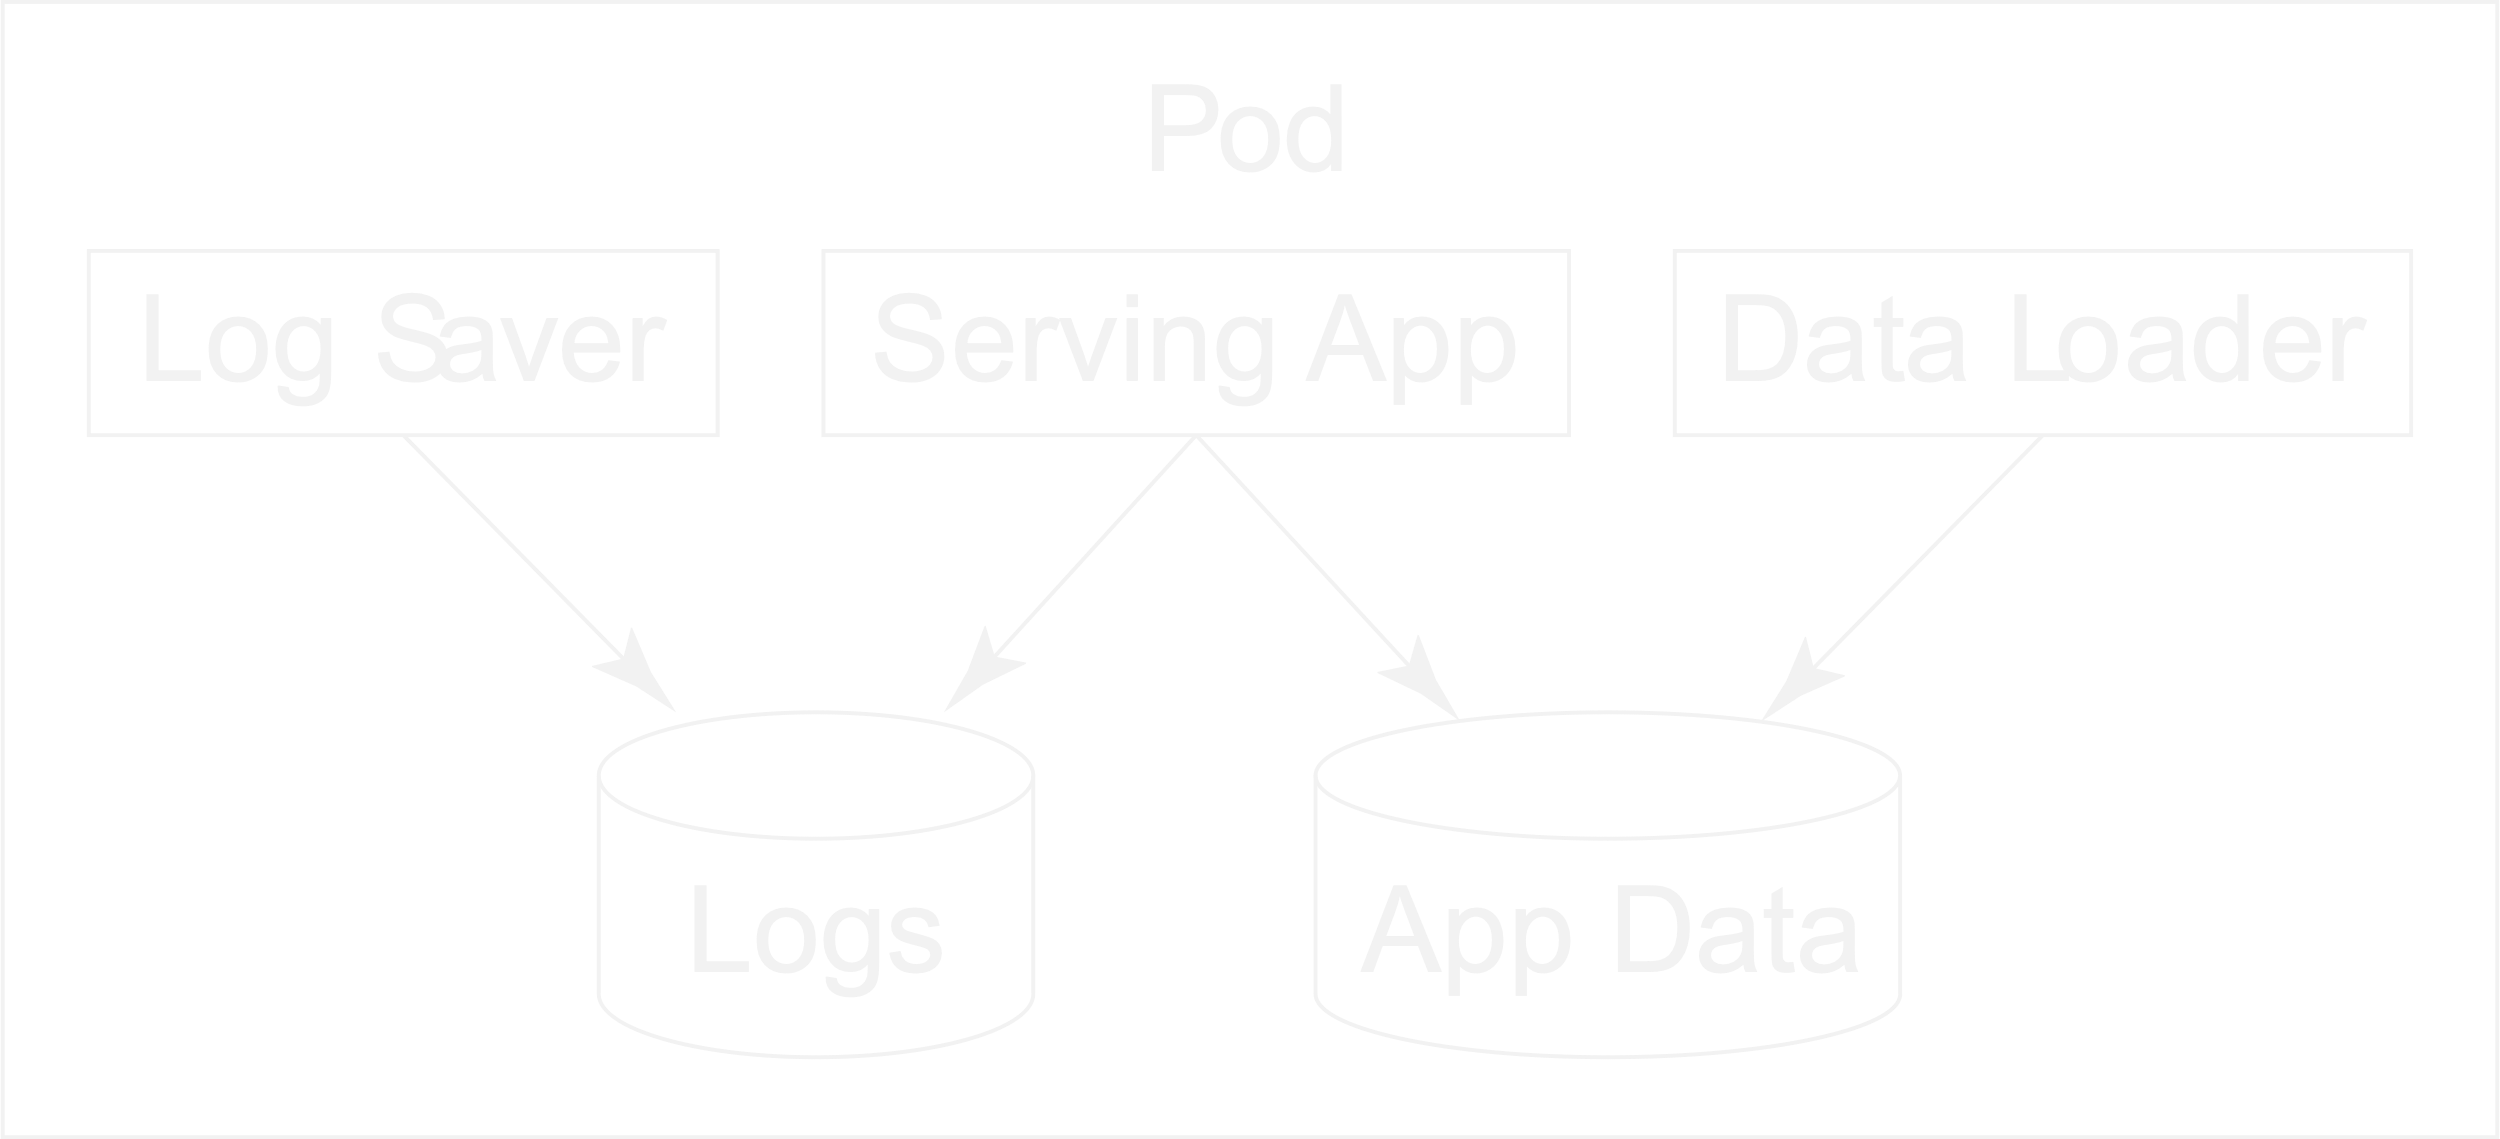 Pod
Log Saver
Serving App
Data Loader
Logs
App Data